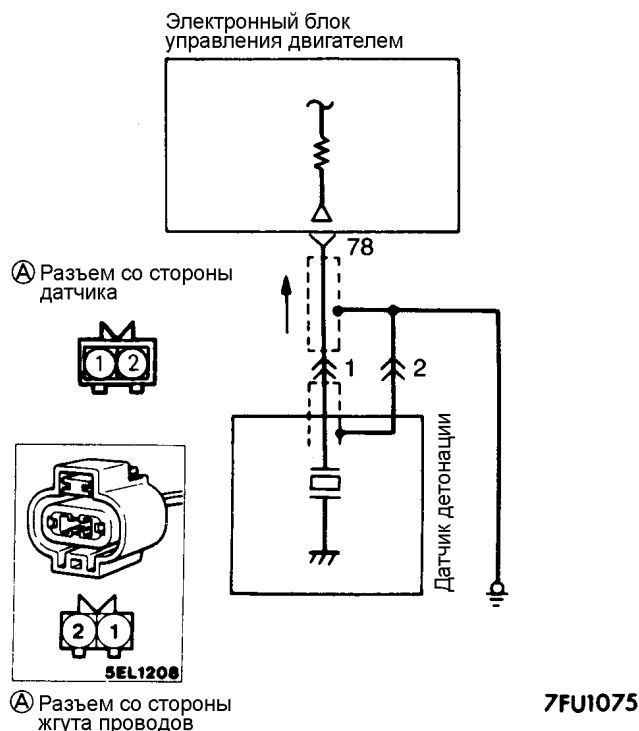 Электронный блок
управления двигателем
78
Ⓐ Разъем со стороны
датчика
1 2
1
2
Датчик детонации
2 1
5EL1208
Ⓐ Разъем со стороны
жгута проводов
7FU1075